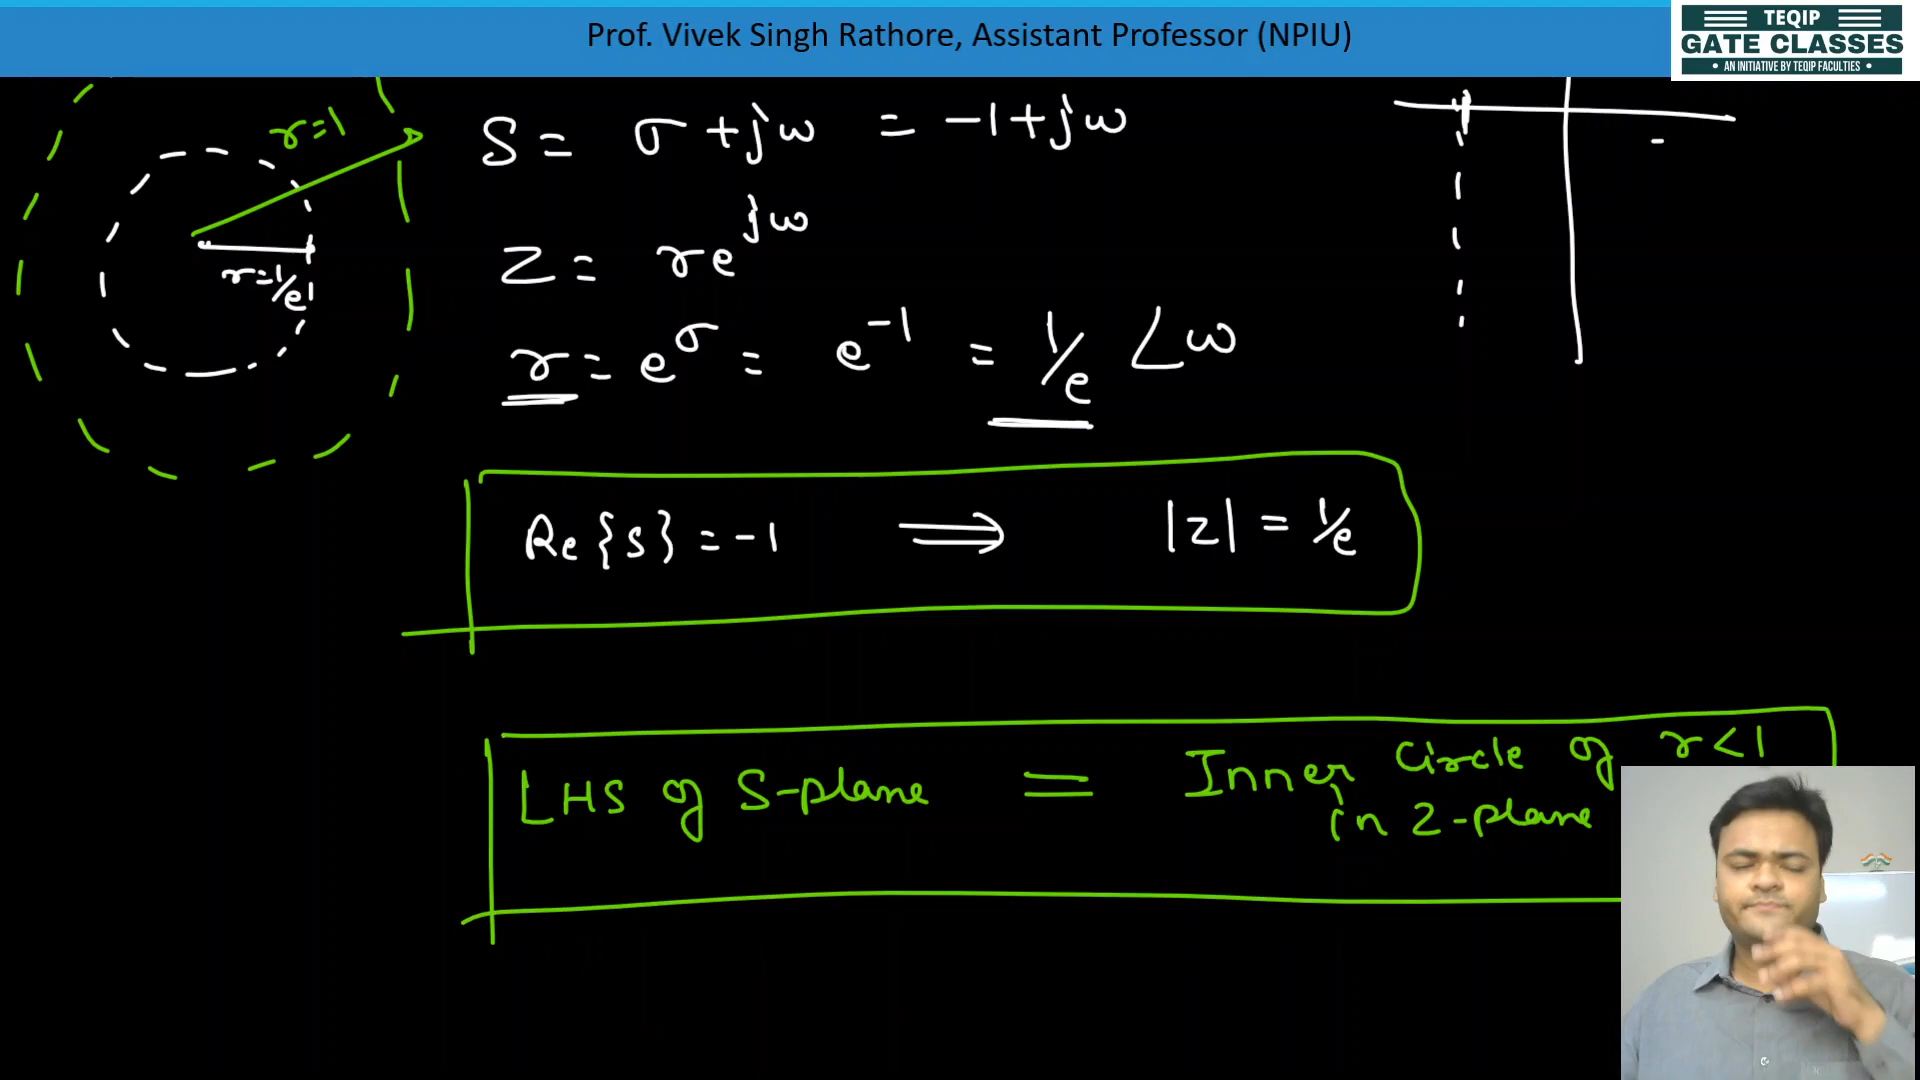 Prof. Vivek Singh Rathore, Assistant Professor (NPIU)
TEQIP
GATE CLASSES
• AN INITIATIVE BY TEQIP FACULTIES •
r=1
r=1/e
S = σ + jω = -1 + jω
Z = re^jω
r = e^σ = e^-1 = 1/e ∠ω
Re{s} = -1 ⟹ |z| = 1/e
LHS of S-plane = Inner circle of r<1
in Z-plane